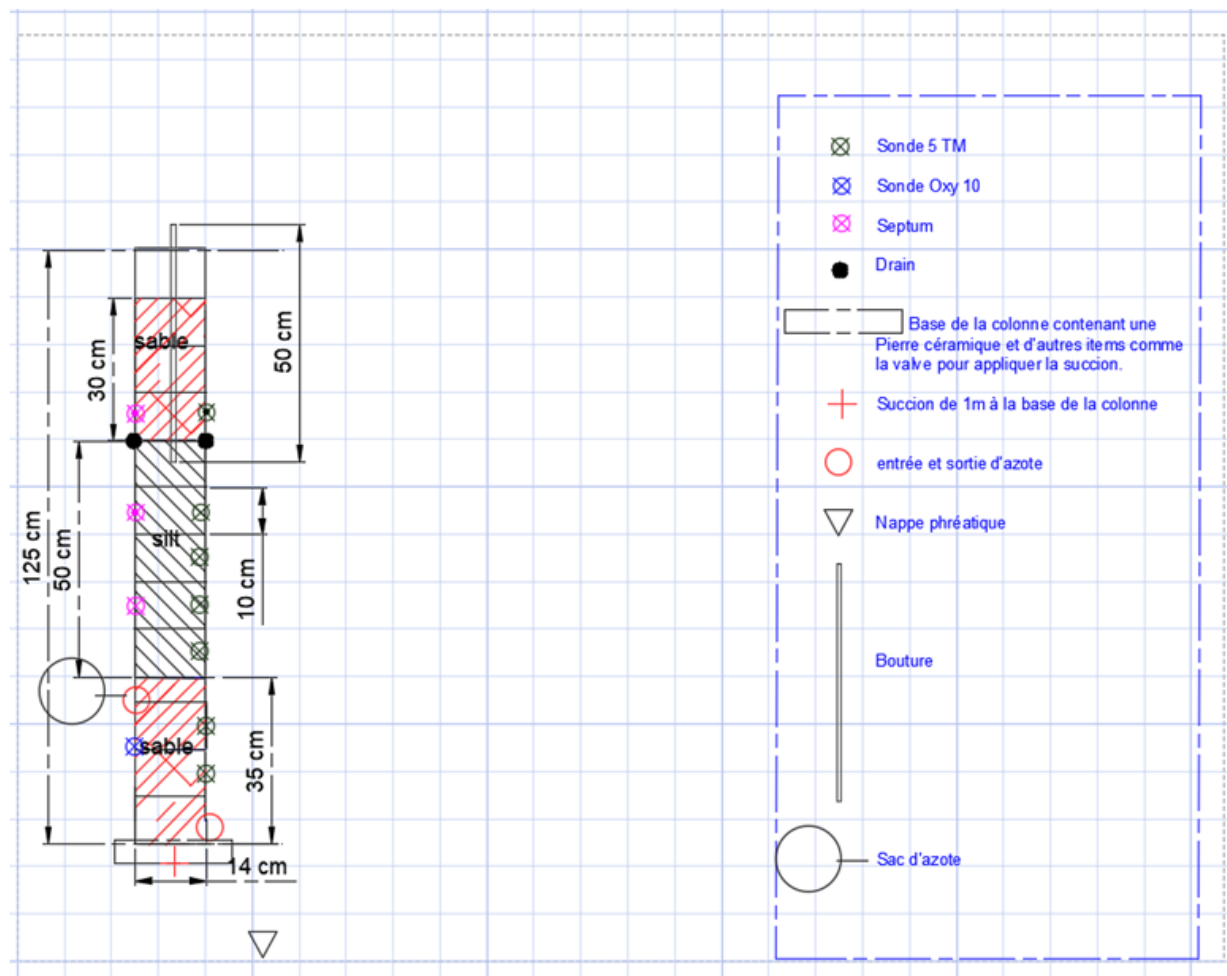 Sonde 5 TM
Sonde Oxy 10
Septum
Drain
Base de la colonne contenant une
Pierre céramique et d'autres items comme
la valve pour appliquer la succion.
Succion de 1m à la base de la colonne
entrée et sortie d'azote
Nappe phréatique
Bouture
Sac d'azote
sable
30 cm
50 cm
silt
125 cm
50 cm
10 cm
sable
35 cm
14 cm